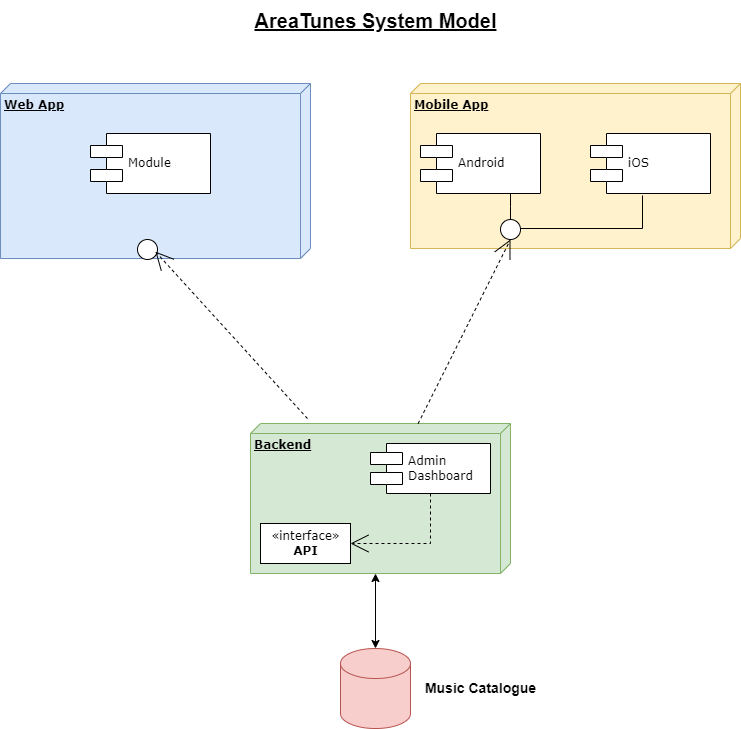 AreaTunes System Model
Web App
Module
Mobile App
Android
iOS
Backend
Admin
Dashboard
«interface»
API
Music Catalogue